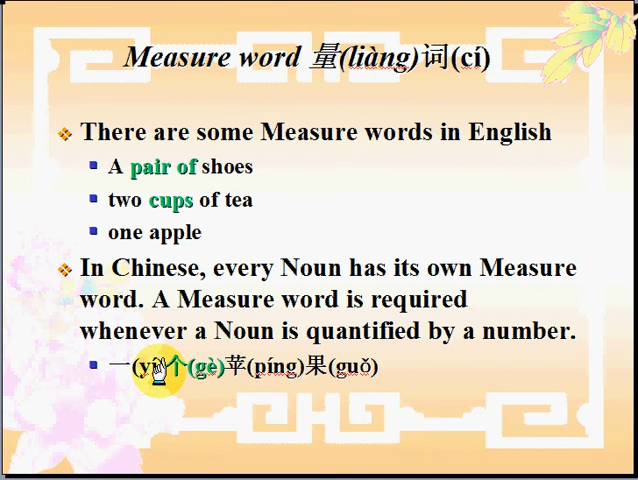 Measure word 量(liàng)词(cí)
There are some Measure words in English
A pair of shoes
two cups of tea
one apple
In Chinese, every Noun has its own Measure
word. A Measure word is required
whenever a Noun is quantified by a number.
一(yí个(gè)苹(píng)果(guǒ)